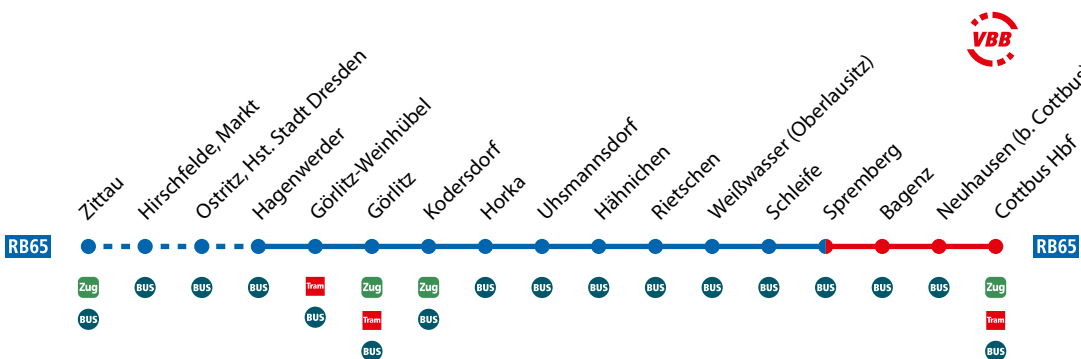 VBB
Zittau
Hirschfelde, Markt
Ostritz, Hst. Stadt Dresden
Hagenwerder
Görlitz-Weinhübel
Görlitz
Kodersdorf
Horka
Uhsmannsdorf
Hähnichen
Rietschen
Weißwasser (Oberlausitz)
Schleife
Spremberg
Bagenz
Neuhausen (b. Cottbus)
Cottbus Hbf
RB65 RB65
Zug BUS BUS BUS Tram Zug Zug BUS BUS BUS BUS BUS BUS BUS BUS BUS Zug
BUS BUS Tram BUS Tram
BUS BUS